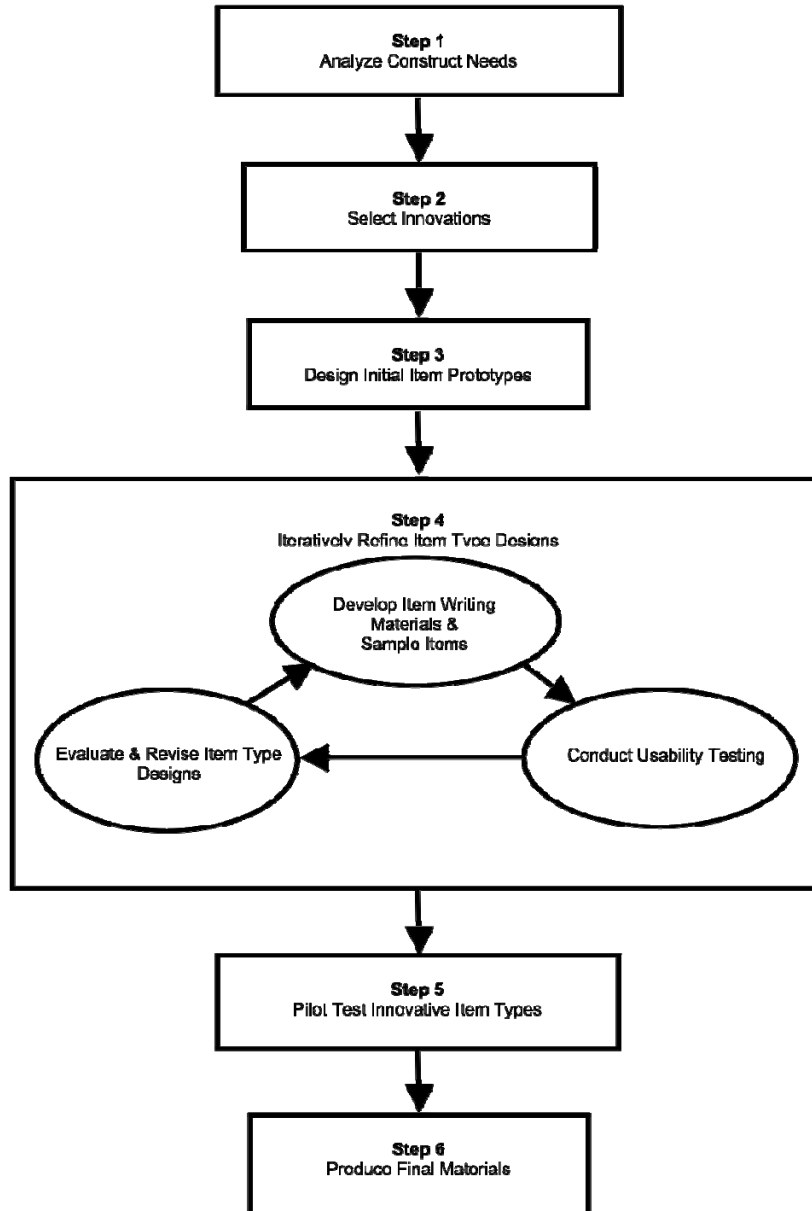 Step 1
Analyze Construct Needs
Step 2
Select Innovations
Step 3
Design Initial Item Prototypes
Step 4
Iteratively Refine Item Type Designs
Develop Item Writing
Materials &
Sample Items
Evaluate & Revise Item Type
Designs
Conduct Usability Testing
Step 5
Pilot Test Innovative Item Types
Step 6
Produce Final Materials